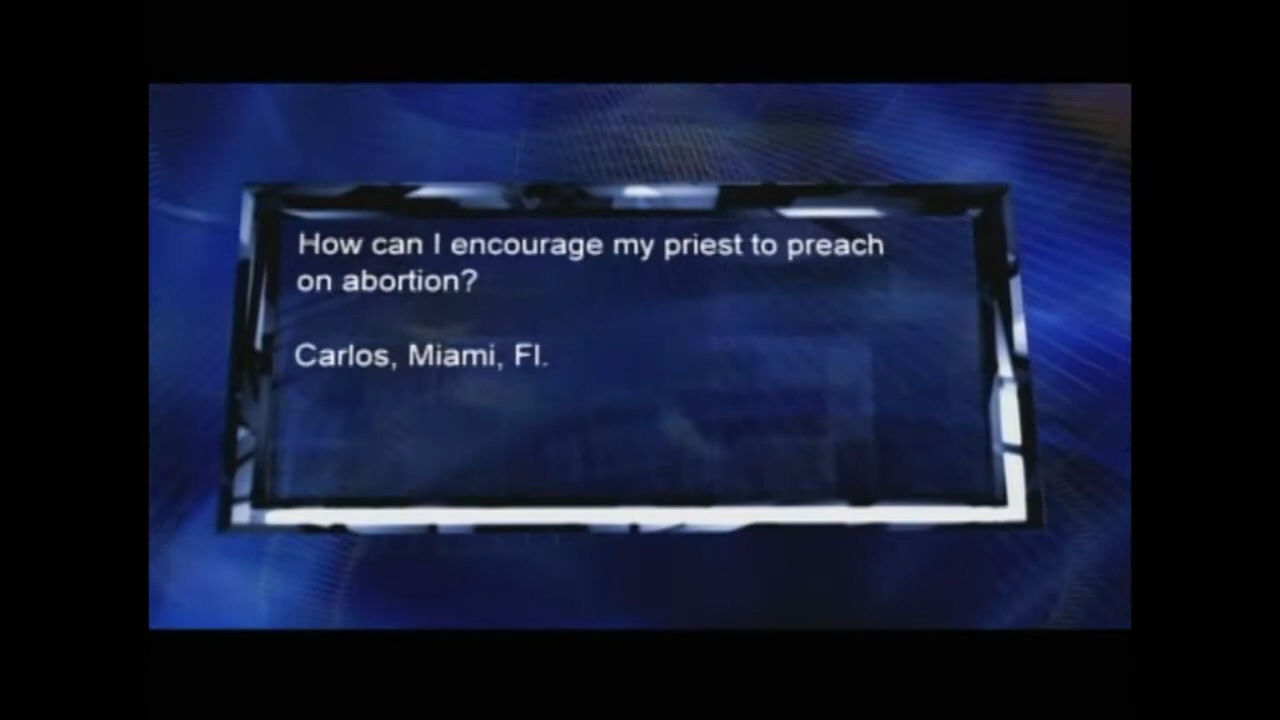 How can I encourage my priest to preach
on abortion?
Carlos, Miami, Fl.